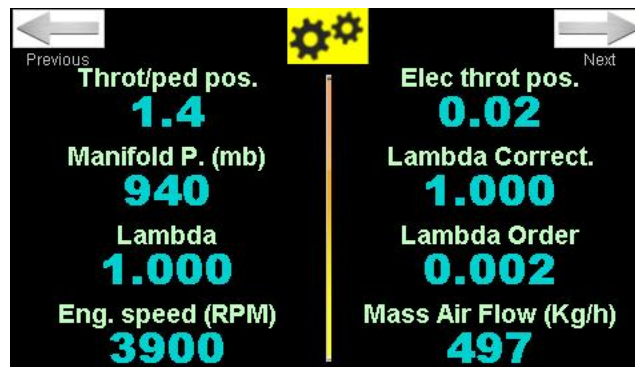 Previous
Next
Throt/ped pos.
1.4
Elec throt pos.
0.02
Manifold P. (mb)
940
Lambda Correct.
1.000
Lambda
1.000
Lambda Order
0.002
Eng. speed (RPM)
3900
Mass Air Flow (Kg/h)
497